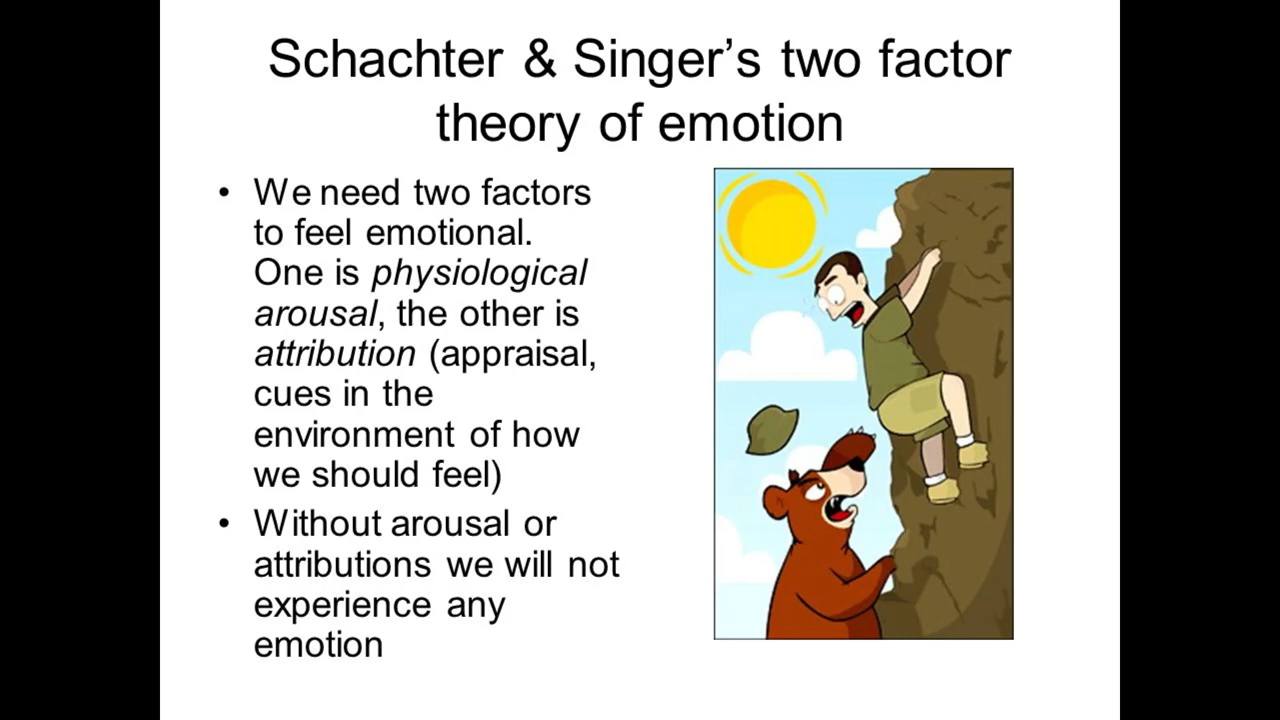 Schachter & Singer’s two factor
theory of emotion
• We need two factors
to feel emotional.
One is physiological
arousal, the other is
attribution (appraisal,
cues in the
environment of how
we should feel)
• Without arousal or
attributions we will not
experience any
emotion